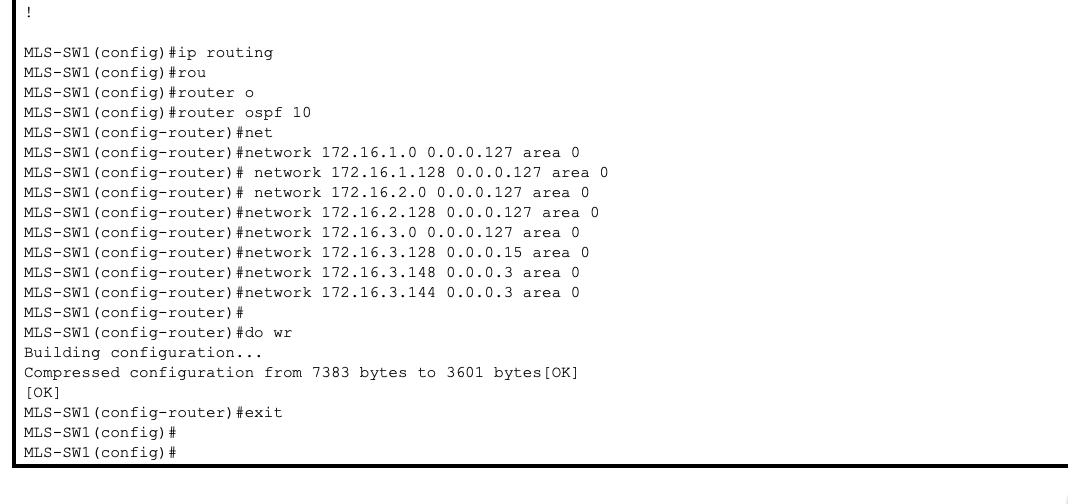 !
MLS-SW1(config)#ip routing
MLS-SW1(config)#rou
MLS-SW1(config)#router o
MLS-SW1(config)#router ospf 10
MLS-SW1(config-router)#net
MLS-SW1(config-router)#network 172.16.1.0 0.0.0.127 area 0
MLS-SW1(config-router)# network 172.16.1.128 0.0.0.127 area 0
MLS-SW1(config-router)# network 172.16.2.0 0.0.0.127 area 0
MLS-SW1(config-router)#network 172.16.2.128 0.0.0.127 area 0
MLS-SW1(config-router)#network 172.16.3.0 0.0.0.127 area 0
MLS-SW1(config-router)#network 172.16.3.128 0.0.0.15 area 0
MLS-SW1(config-router)#network 172.16.3.148 0.0.0.3 area 0
MLS-SW1(config-router)#network 172.16.3.144 0.0.0.3 area 0
MLS-SW1(config-router)#
MLS-SW1(config-router)#do wr
Building configuration...
Compressed configuration from 7383 bytes to 3601 bytes[OK]
[OK]
MLS-SW1(config-router)#exit
MLS-SW1(config)#
MLS-SW1(config)#